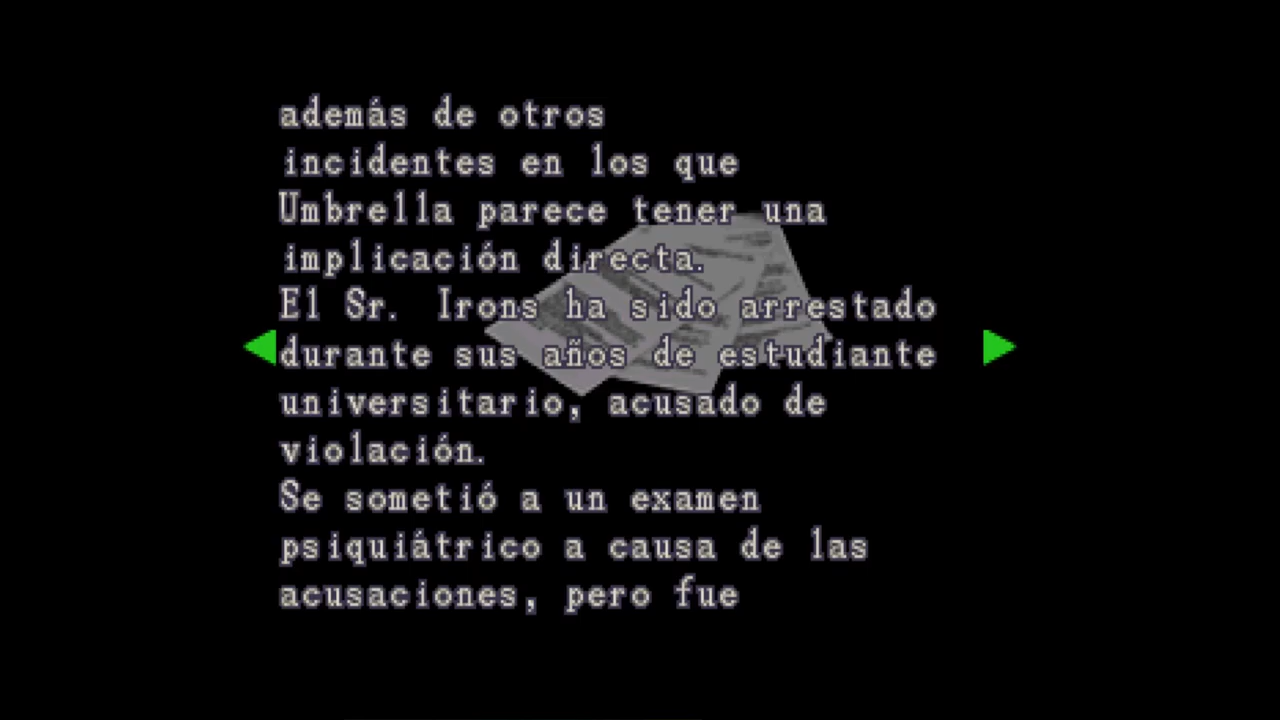 además de otros
incidentes en los que
Umbrella parece tener una
implicación directa.
El Sr. Irons ha sido arrestado
durante sus años de estudiante
universitario, acusado de
violación.
Se sometió a un examen
psiquiátrico a causa de las
acusaciones, pero fue